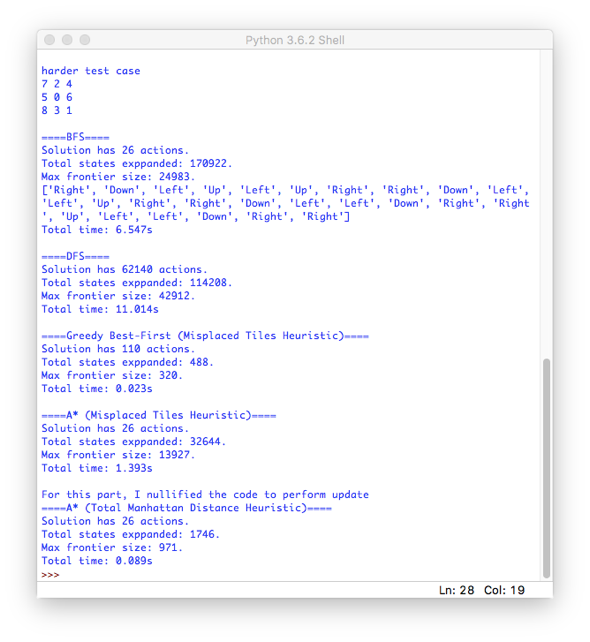 Python 3.6.2 Shell
harder test case
7 2 4
5 0 6
8 3 1
====BFS====
Solution has 26 actions.
Total states exppanded: 170922.
Max frontier size: 24983.
['Right', 'Down', 'Left', 'Up', 'Left', 'Up', 'Right', 'Right', 'Down', 'Left',
'Left', 'Up', 'Right', 'Right', 'Down', 'Left', 'Left', 'Down', 'Right', 'Right
', 'Up', 'Left', 'Left', 'Down', 'Right', 'Right']
Total time: 6.547s
====DFS====
Solution has 62140 actions.
Total states exppanded: 114208.
Max frontier size: 42912.
Total time: 11.014s
====Greedy Best-First (Misplaced Tiles Heuristic)====
Solution has 110 actions.
Total states exppanded: 488.
Max frontier size: 320.
Total time: 0.023s
====A* (Misplaced Tiles Heuristic)====
Solution has 26 actions.
Total states exppanded: 32644.
Max frontier size: 13927.
Total time: 1.393s
For this part, I nullified the code to perform update
====A* (Total Manhattan Distance Heuristic)====
Solution has 26 actions.
Total states exppanded: 1746.
Max frontier size: 971.
Total time: 0.089s
>>>
Ln: 28 Col: 19